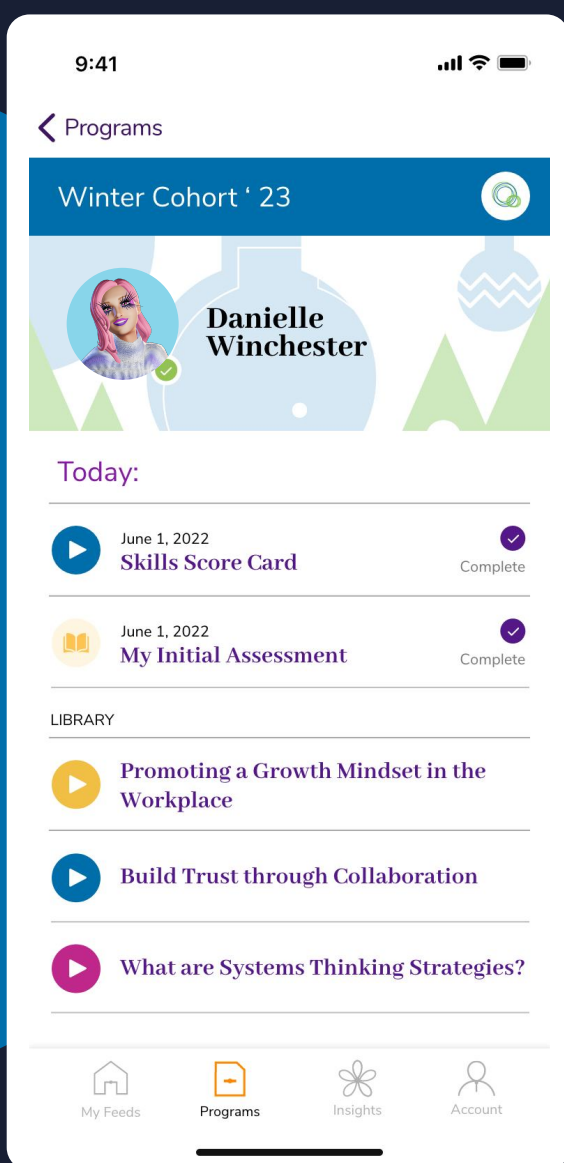 9:41
Programs
Winter Cohort ‘ 23
Danielle
Winchester
Today:
June 1, 2022
Skills Score Card
Complete
June 1, 2022
My Initial Assessment
Complete
LIBRARY
Promoting a Growth Mindset in the
Workplace
Build Trust through Collaboration
What are Systems Thinking Strategies?
My Feeds
Programs
Insights
Account